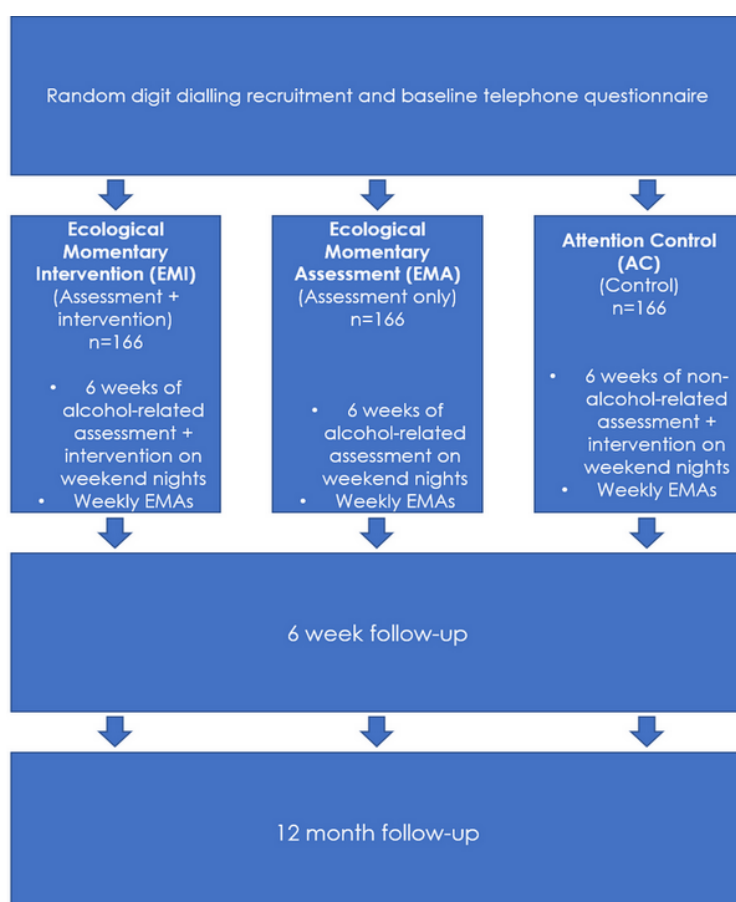 Random digit dialling recruitment and baseline telephone questionnaire
Ecological
Momentary
Intervention (EMI)
(Assessment +
intervention)
n=166
• 6 weeks of
alcohol-related
assessment +
intervention on
weekend nights
• Weekly EMAs
Ecological
Momentary
Assessment (EMA)
(Assessment only)
n=166
• 6 weeks of
alcohol-related
assessment on
weekend nights
• Weekly EMAs
Attention Control
(AC)
(Control)
n=166
• 6 weeks of non-
alcohol-related
assessment +
intervention on
weekend nights
• Weekly EMAs
6 week follow-up
12 month follow-up